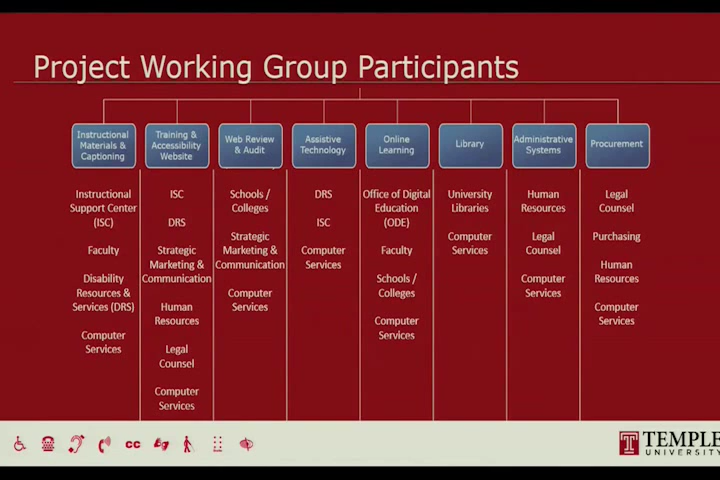 Project Working Group Participants
Instructional
Materials &
Captioning
Training &
Accessibility
Website
Web Review
& Audit
Assistive
Technology
Online
Learning
Library
Administrative
Systems
Procurement
Instructional
Support Center
(ISC)
Faculty
Disability
Resources &
Services (DRS)
Computer
Services
ISC
DRS
Strategic
Marketing &
Communication
Human
Resources
Legal
Counsel
Computer
Services
Schools /
Colleges
Strategic
Marketing &
Communication
Computer
Services
DRS
ISC
Computer
Services
Office of Digital
Education
(ODE)
Faculty
Schools /
Colleges
Computer
Services
University
Libraries
Computer
Services
Human
Resources
Legal
Counsel
Computer
Services
Legal
Counsel
Purchasing
Human
Resources
Computer
Services
CC
TEMPLE
UNIVERSITY